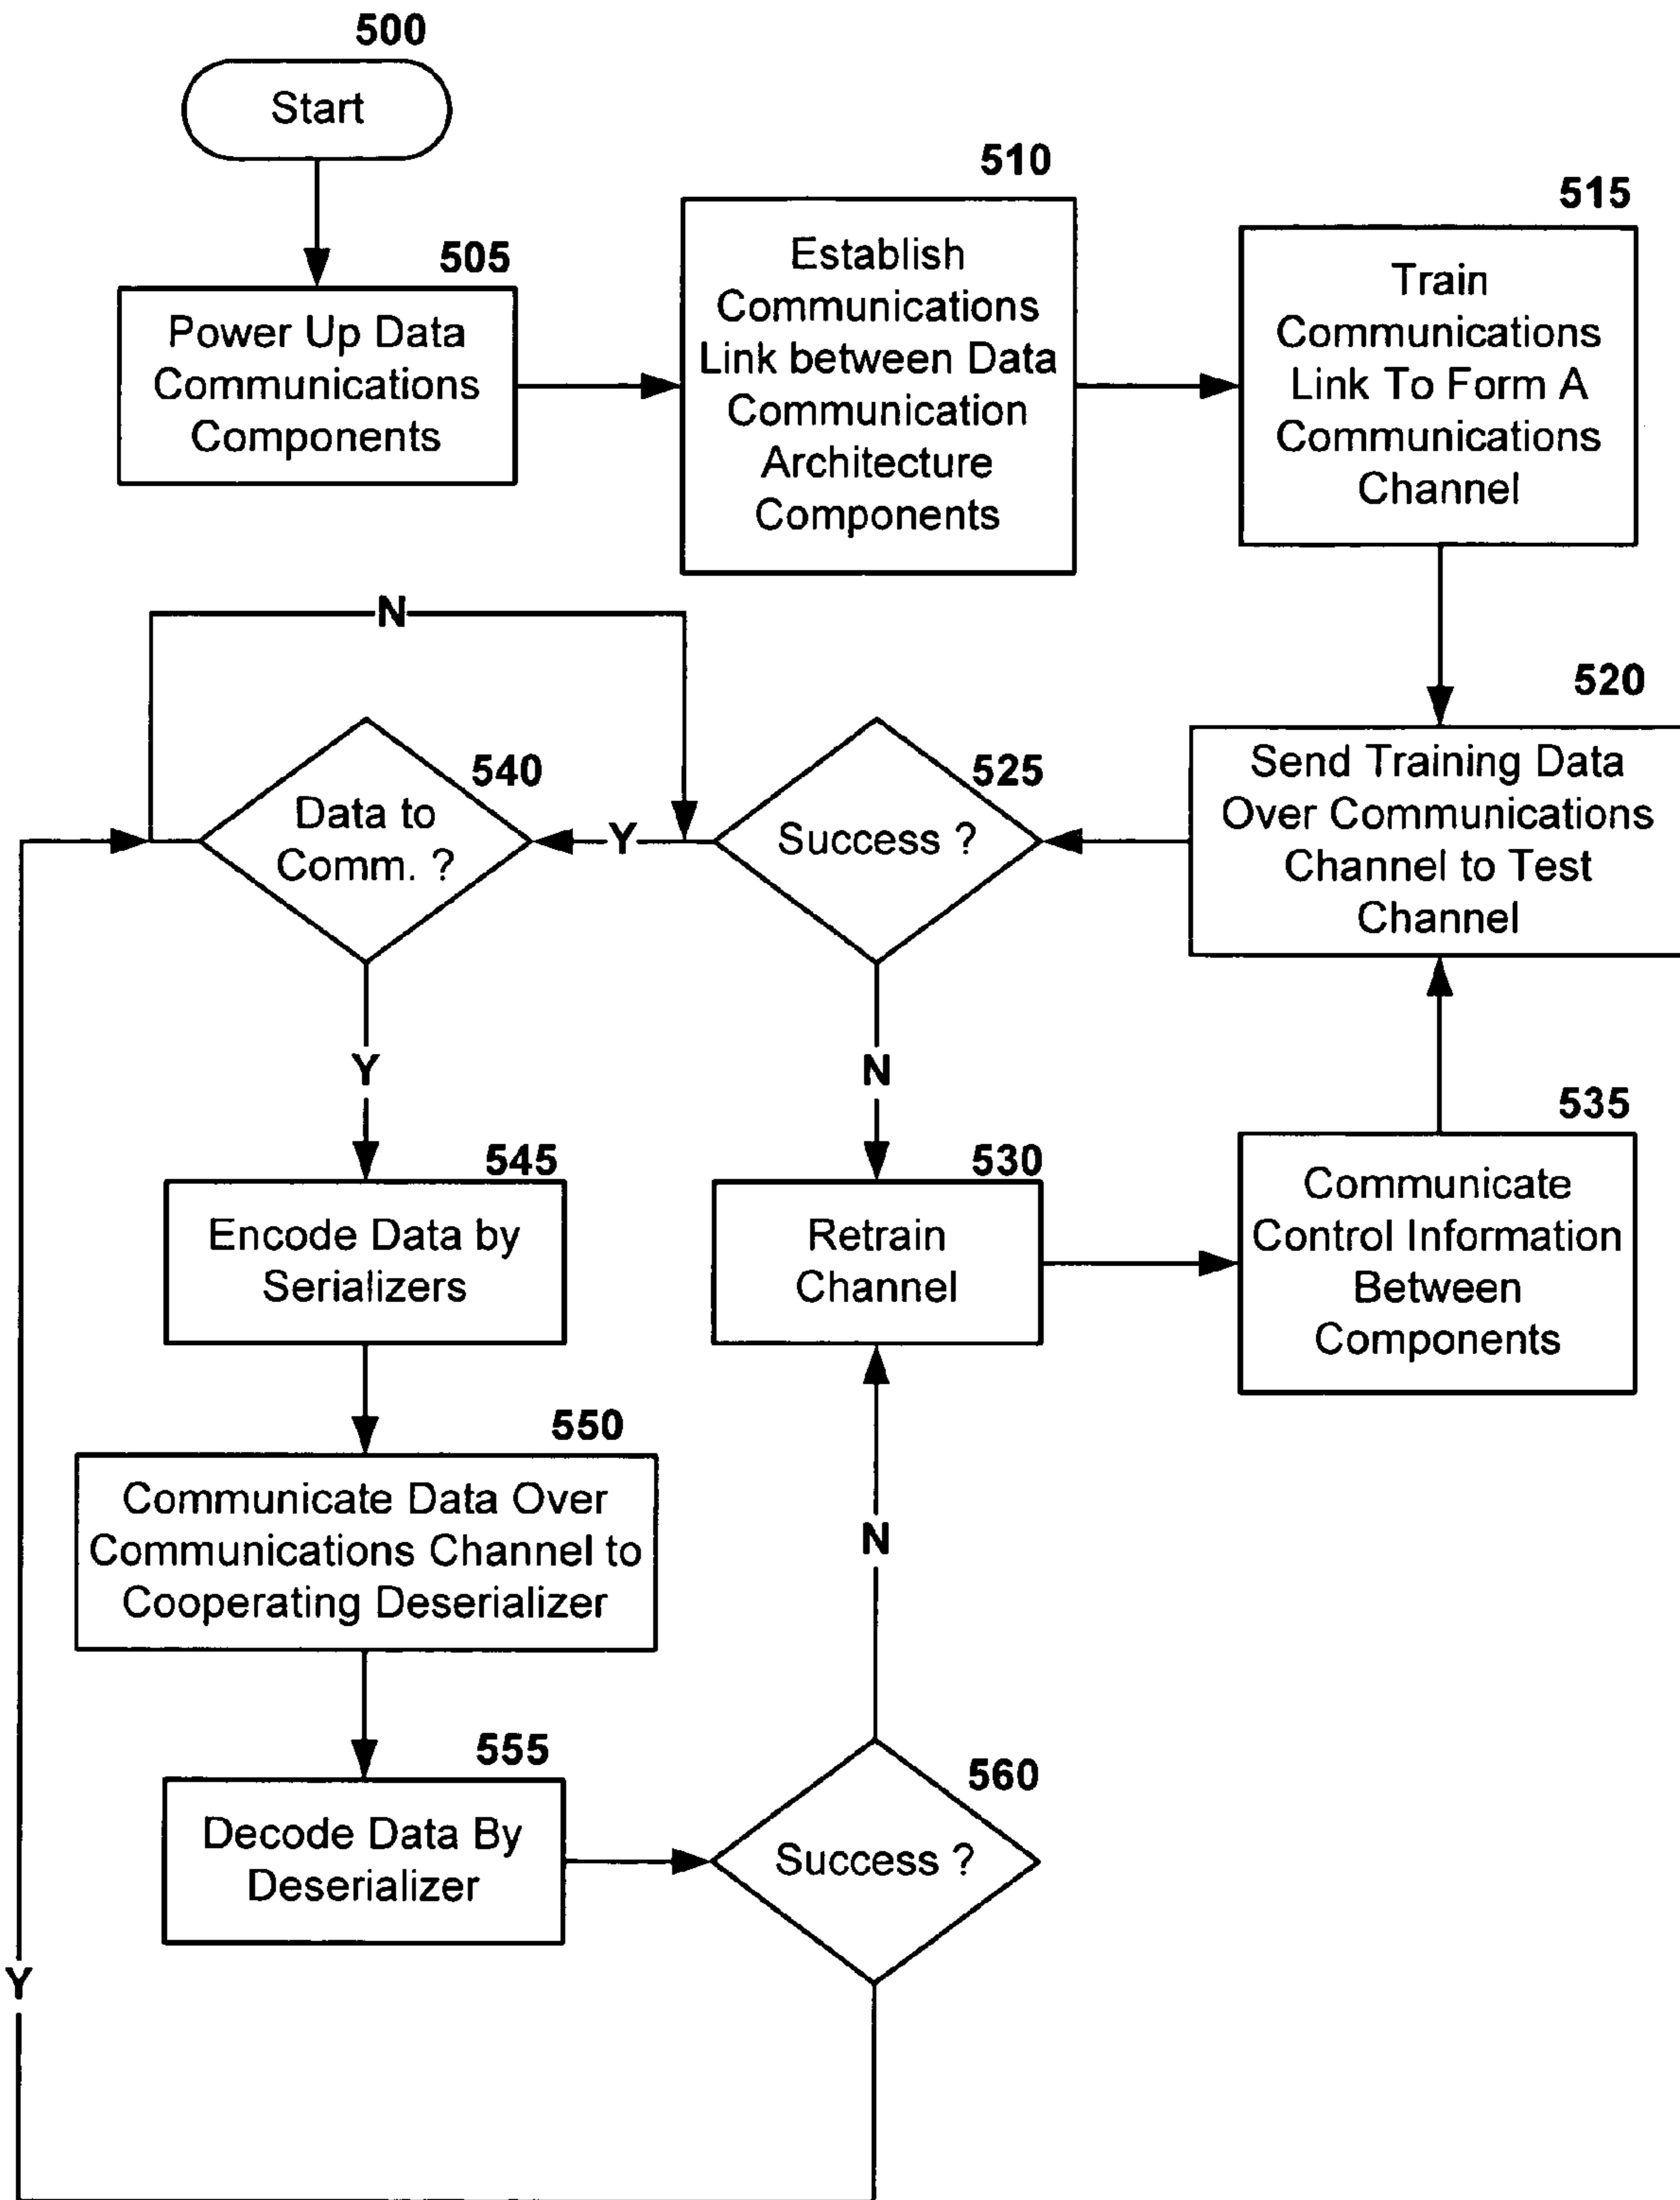 500
Start
505
Power Up Data
Communications
Components
510
Establish
Communications
Link between Data
Communication
Architecture
Components
515
Train
Communications
Link To Form A
Communications
Channel
520
Send Training Data
Over Communications
Channel to Test
Channel
525
Success ?
Y
N
540
Data to
Comm. ?
N
Y
530
Retrain
Channel
535
Communicate
Control Information
Between
Components
545
Encode Data by
Serializers
550
Communicate Data Over
Communications Channel to
Cooperating Deserializer
555
Decode Data By
Deserializer
560
Success ?
N
Y